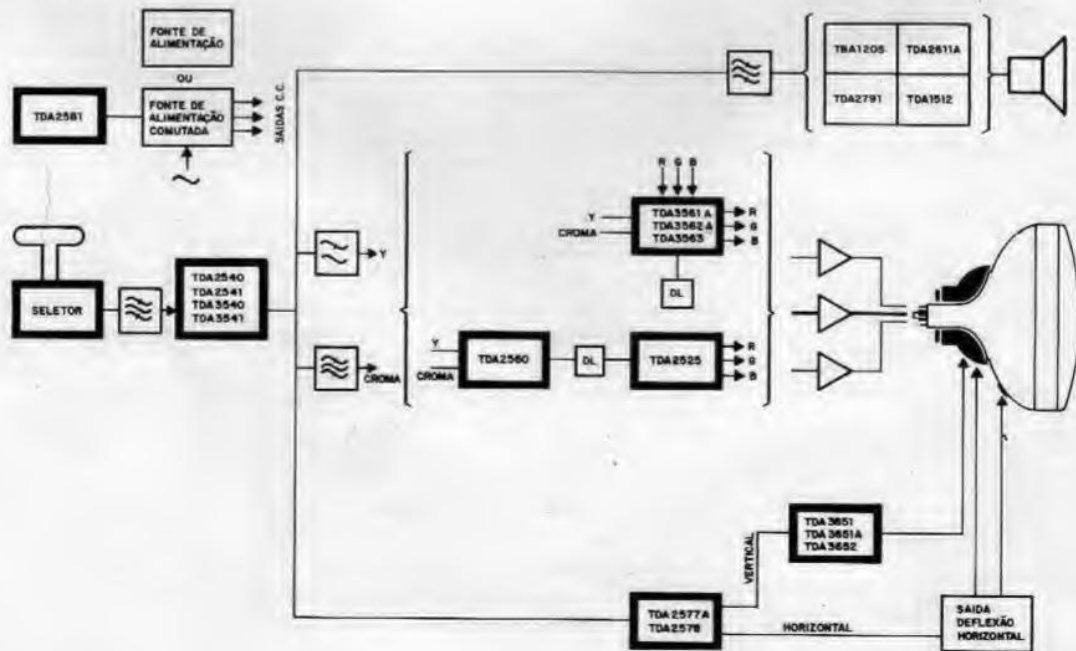 FONTE DE
ALIMENTAÇÃO
OU
TDA2581
FONTE DE
ALIMENTAÇÃO
COMUTADA
SAÍDAS C.C.
TBA120S
TDA2611A
TDA2791
TDA1512
R G B
Y
CROMA
TDA3561A
TDA3562A
TDA3563
R
G
B
DL
Y
SELETOR
TDA2540
TDA2541
TDA3540
TDA3541
CROMA
Y
CROMA
TDA2560
DL
TDA2525
R
G
B
TDA3651
TDA3651A
TDA3652
VERTICAL
TDA2577A
TDA2578
HORIZONTAL
SAIDA
DEFLEXÃO
HORIZONTAL